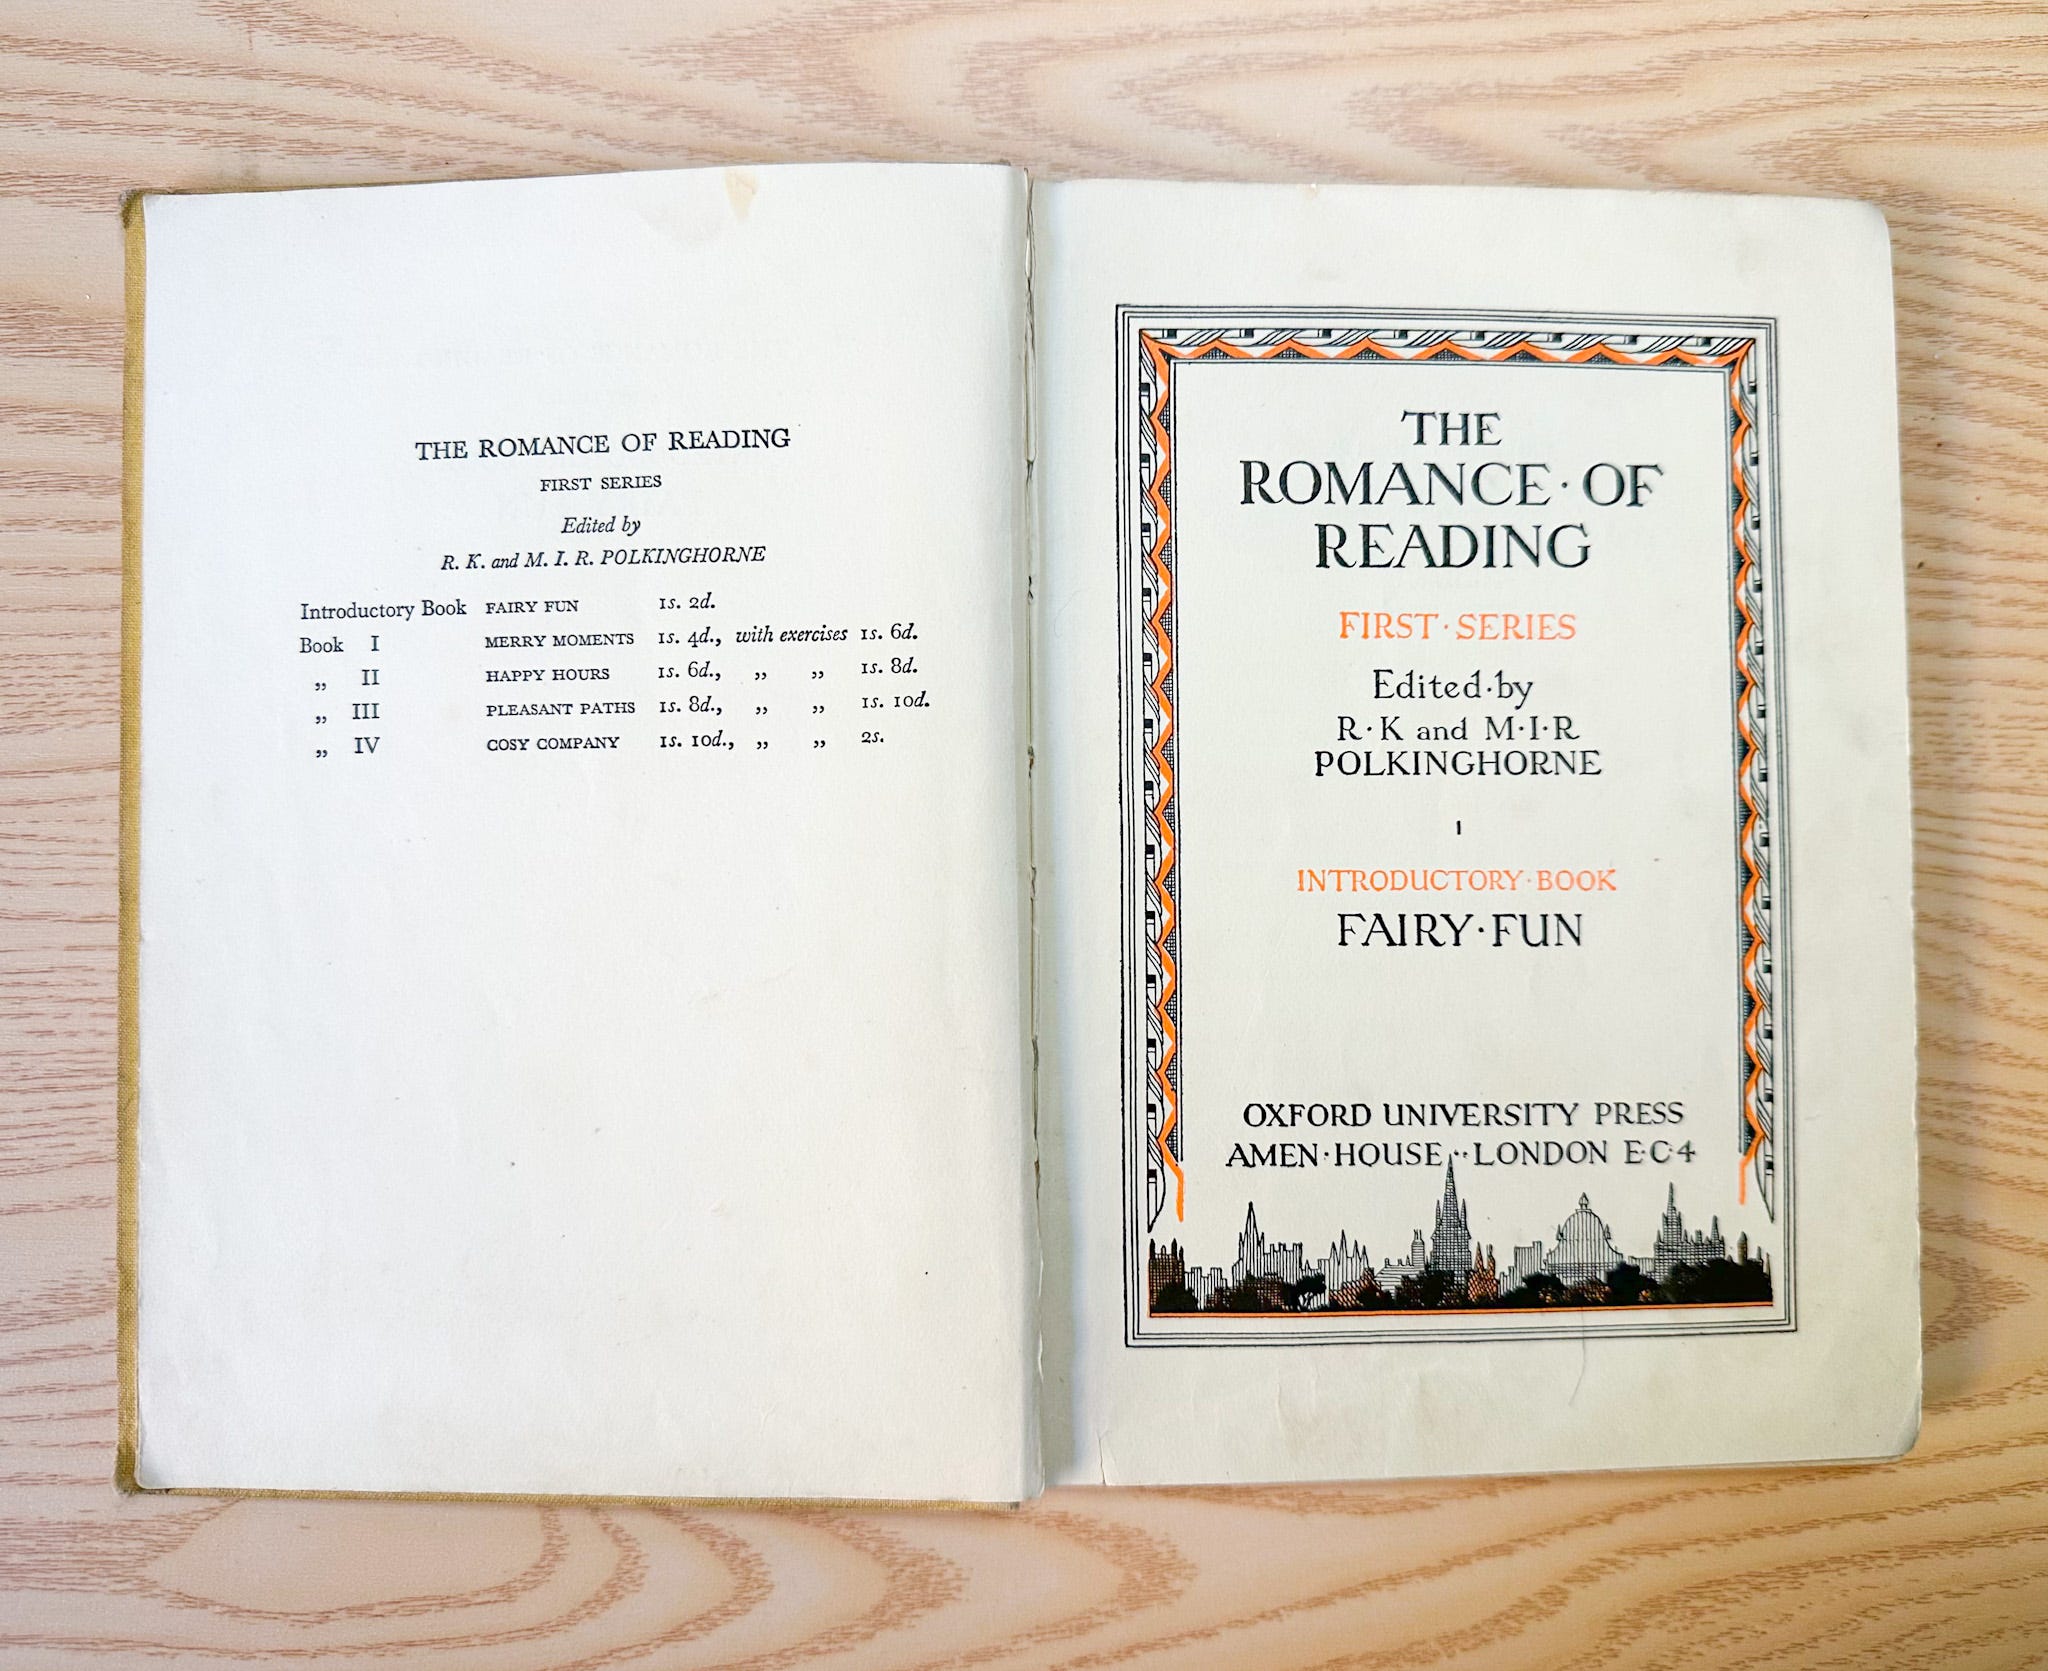 THE ROMANCE OF READING
FIRST SERIES
Edited by
R. K. and M. I. R. POLKINGHORNE
Introductory Book FAIRY FUN 1s. 2d.
Book I MERRY MOMENTS 1s. 4d., with exercises 1s. 6d.
„ II HAPPY HOURS 1s. 6d., „ „ 1s. 8d.
„ III PLEASANT PATHS 1s. 8d., „ „ 1s. 10d.
„ IV COSY COMPANY 1s. 10d., „ „ 2s.
THE
ROMANCE·OF
READING
FIRST·SERIES
Edited·by
R·K and M·I·R
POLKINGHORNE
I
INTRODUCTORY·BOOK
FAIRY·FUN
OXFORD UNIVERSITY PRESS
AMEN·HOUSE··LONDON E·C·4